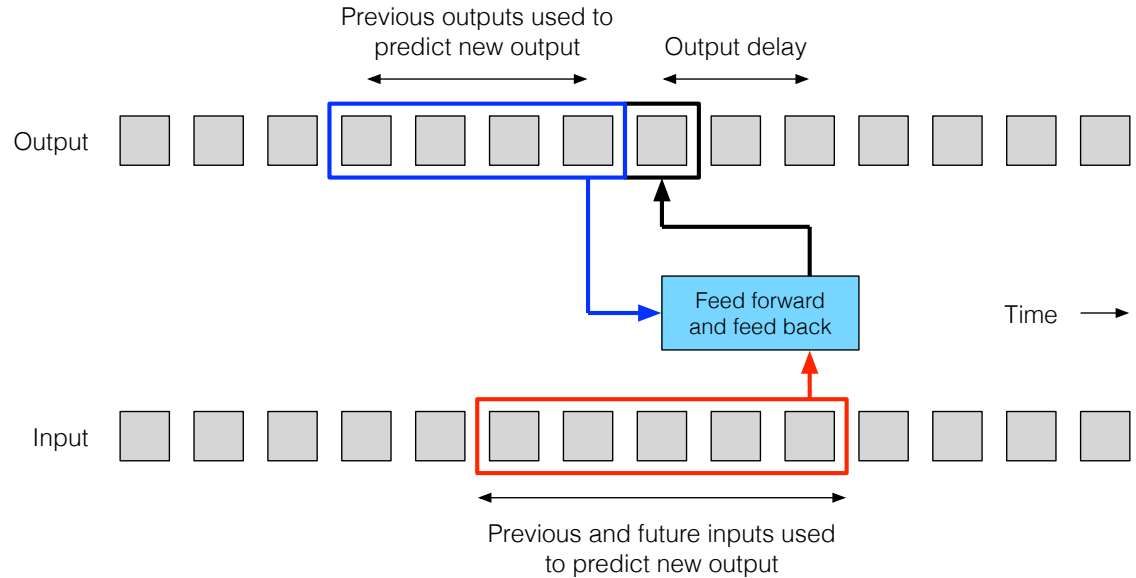 Previous outputs used to
predict new output
Output delay
Output
Feed forward
and feed back
Time
Input
Previous and future inputs used
to predict new output